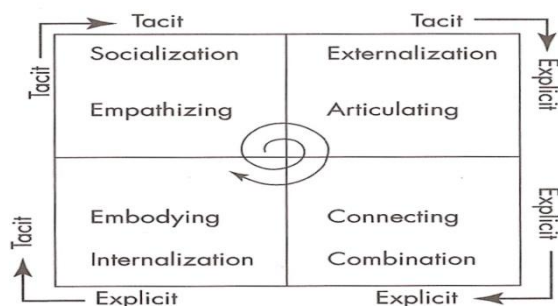 Tacit Tacit
Tacit Socialization Externalization Explicit
Empathizing Articulating
Tacit Embodying Connecting Explicit
Internalization Combination
Explicit Explicit